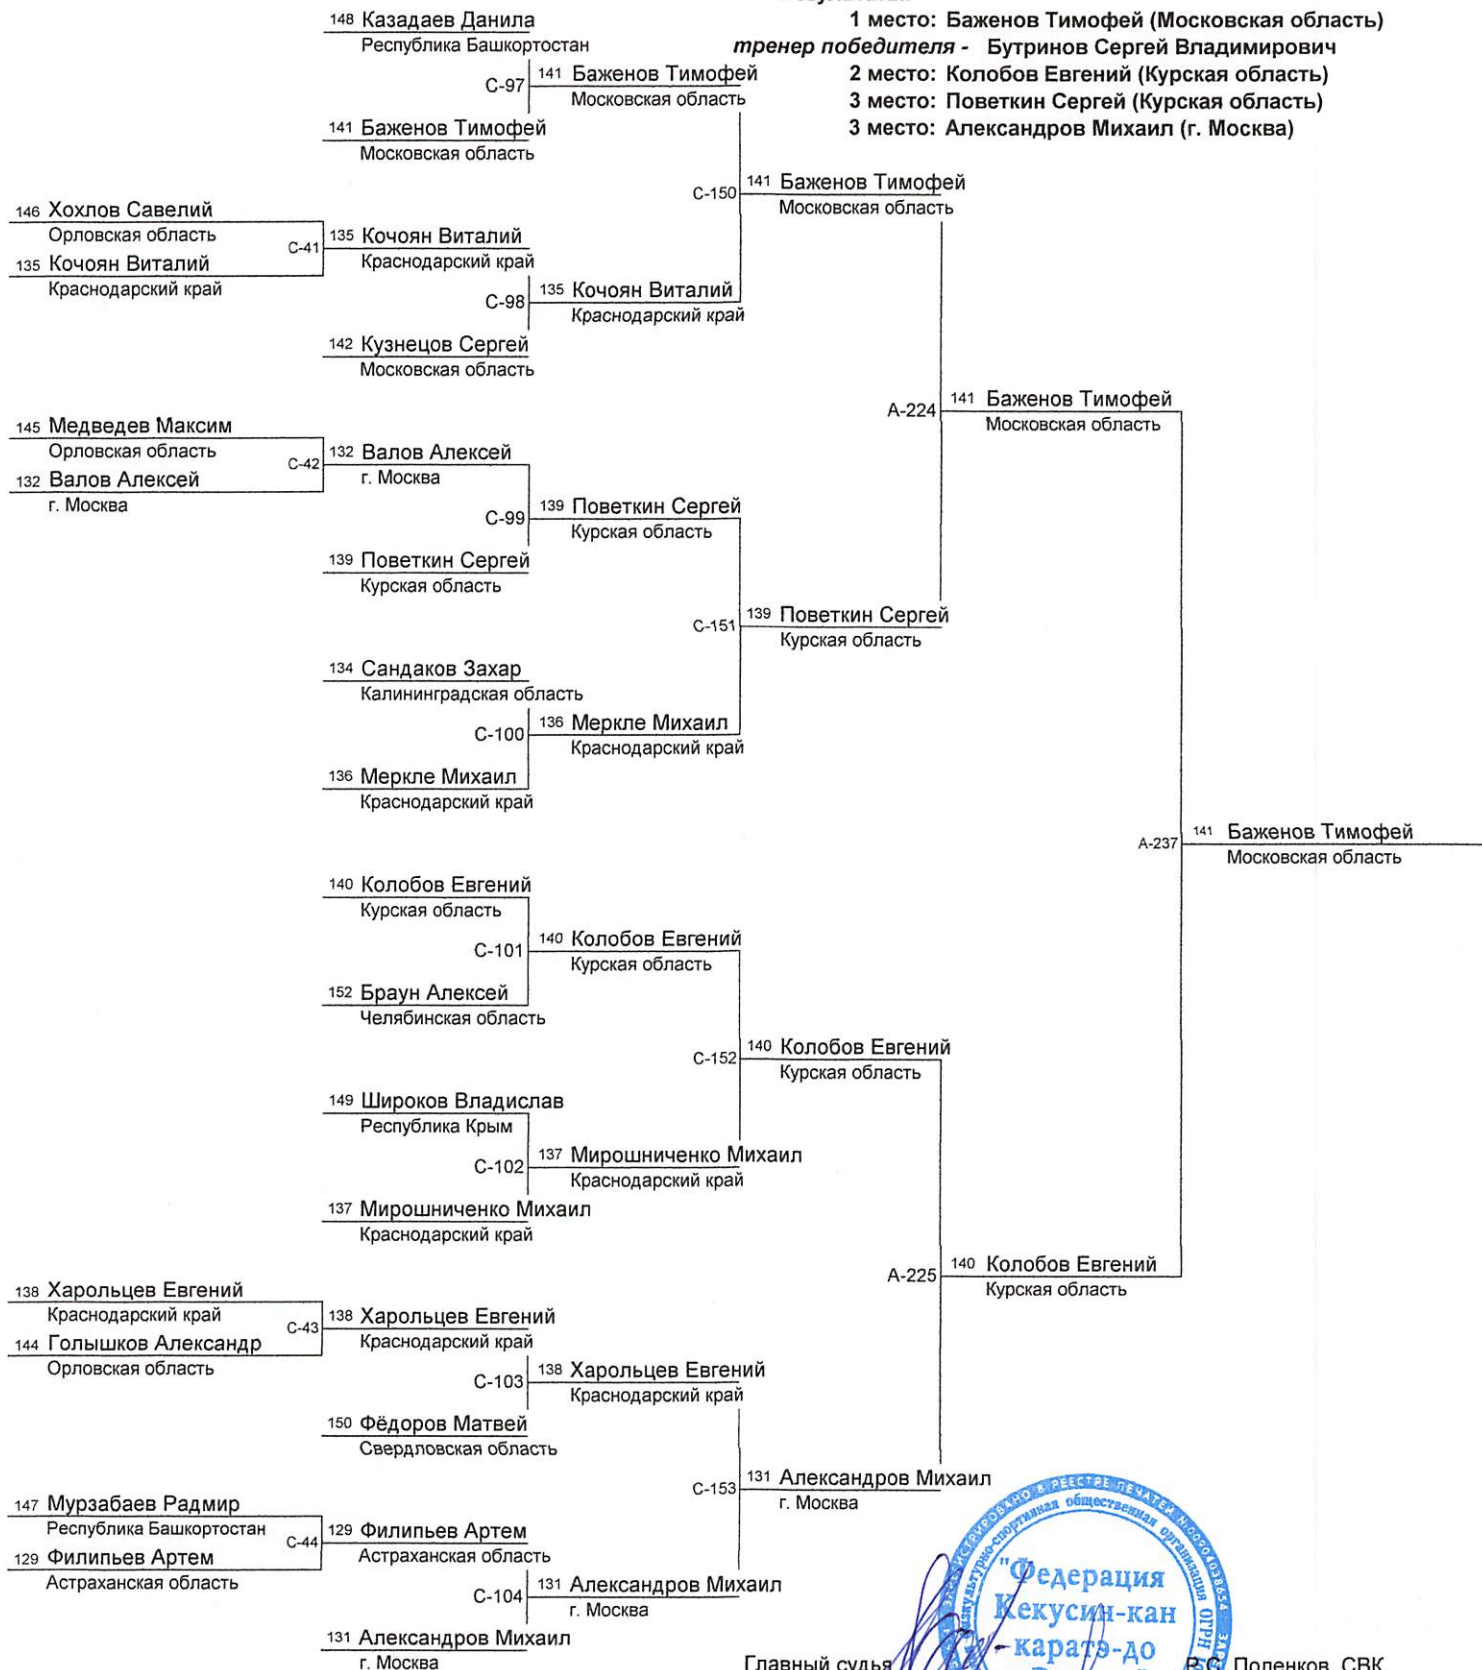 1 место: Баженов Тимофей (Московская область)
тренер победителя - Бутринов Сергей Владимирович
2 место: Колобов Евгений (Курская область)
3 место: Поветкин Сергей (Курская область)
3 место: Александров Михаил (г. Москва)
148 Казадаев Данила
Республика Башкортостан
С-97
141 Баженов Тимофей
Московская область
141 Баженов Тимофей
Московская область
С-150
141 Баженов Тимофей
Московская область
146 Хохлов Савелий
Орловская область
С-41
135 Кочоян Виталий
Краснодарский край
135 Кочоян Виталий
Краснодарский край
С-98
135 Кочоян Виталий
Краснодарский край
142 Кузнецов Сергей
Московская область
А-224
141 Баженов Тимофей
Московская область
145 Медведев Максим
Орловская область
С-42
132 Валов Алексей
г. Москва
132 Валов Алексей
г. Москва
С-99
139 Поветкин Сергей
Курская область
139 Поветкин Сергей
Курская область
С-151
139 Поветкин Сергей
Курская область
134 Сандаков Захар
Калининградская область
С-100
136 Меркле Михаил
Краснодарский край
136 Меркле Михаил
Краснодарский край
А-237
141 Баженов Тимофей
Московская область
140 Колобов Евгений
Курская область
С-101
140 Колобов Евгений
Курская область
152 Браун Алексей
Челябинская область
С-152
140 Колобов Евгений
Курская область
149 Широков Владислав
Республика Крым
С-102
137 Мирошниченко Михаил
Краснодарский край
137 Мирошниченко Михаил
Краснодарский край
А-225
140 Колобов Евгений
Курская область
138 Харольцев Евгений
Краснодарский край
С-43
138 Харольцев Евгений
Краснодарский край
144 Голышков Александр
Орловская область
С-103
138 Харольцев Евгений
Краснодарский край
150 Фёдоров Матвей
Свердловская область
С-153
131 Александров Михаил
г. Москва
147 Мурзабаев Радмир
Республика Башкортостан
С-44
129 Филипьев Артем
Астраханская область
129 Филипьев Артем
Астраханская область
С-104
131 Александров Михаил
г. Москва
131 Александров Михаил
г. Москва
"Федерация
Кекусин-кан
каратэ-до
Главный судья
Р.С. Поленков, СВК